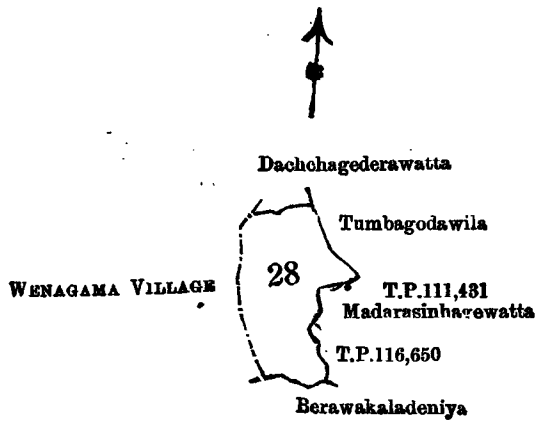 Dachchagederawatta
Tumbagodawila
28
WENAGAMA VILLAGE
T.P.111,431
Madarasinhagewatta
T.P.116,650
Berawakaladeniya